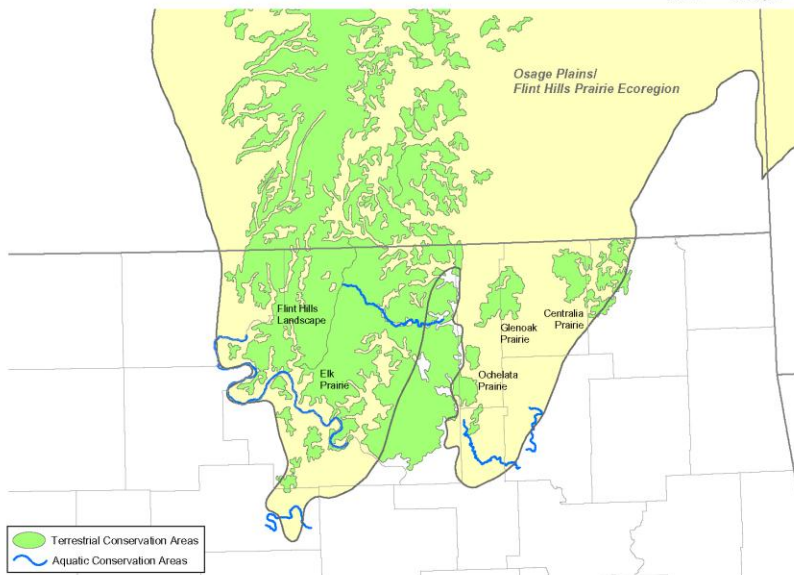 Osage Plains/
Flint Hills Prairie Ecoregion
Flint Hills
Landscape
Elk
Prairie
Glenoak
Prairie
Centralia
Prairie
Ochelata
Prairie
Terrestrial Conservation Areas
Aquatic Conservation Areas